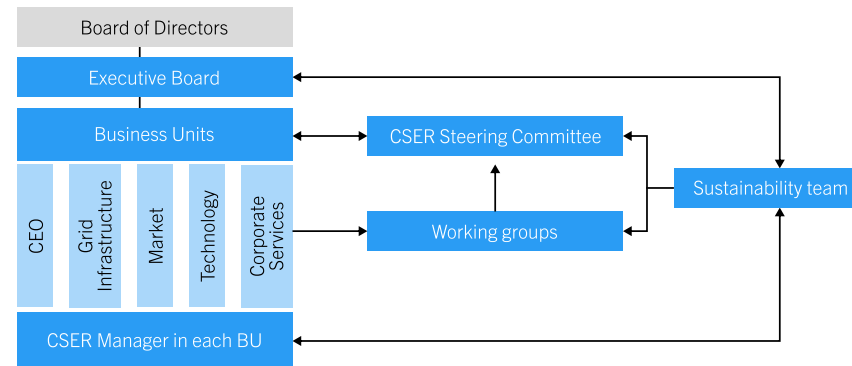 Board of Directors
Executive Board
Business Units
CSER Steering Committee
Sustainability team
CEO
Grid
Infrastructure
Market
Technology
Corporate
Services
Working groups
CSER Manager in each BU